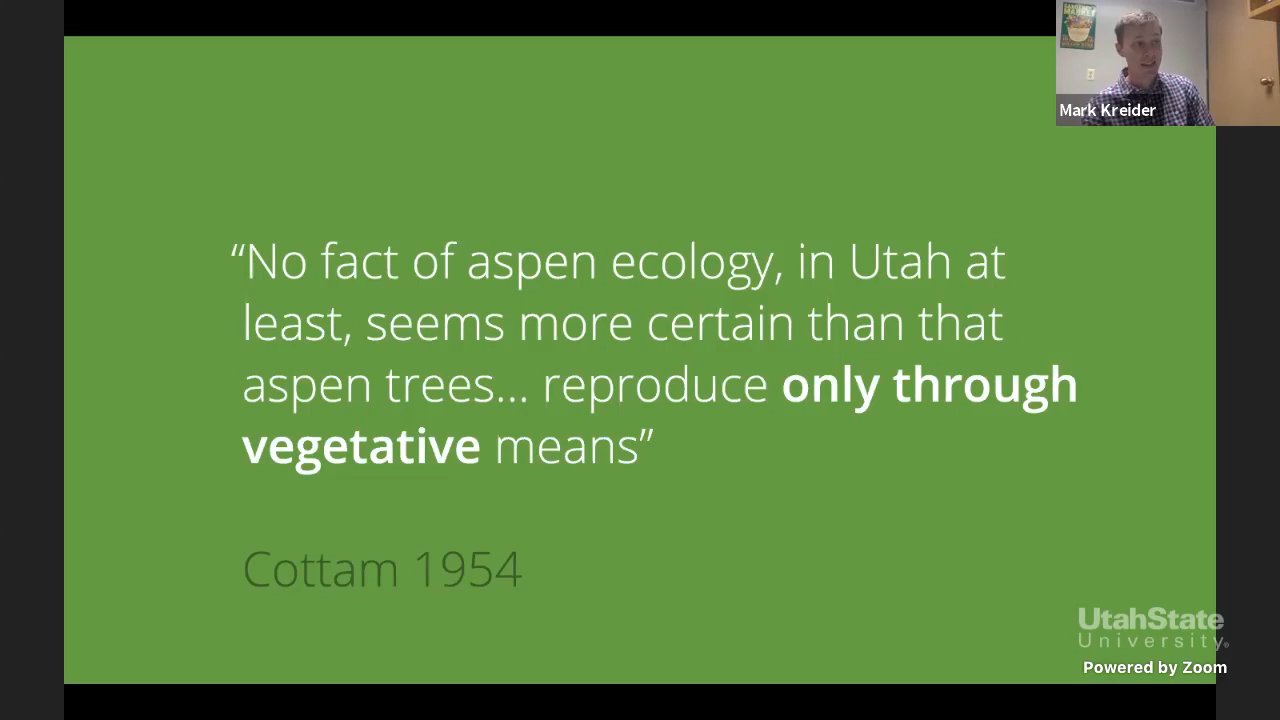 Mark Kreider
“No fact of aspen ecology, in Utah at
least, seems more certain than that
aspen trees... reproduce only through
vegetative means”
Cottam 1954
UtahState
University®
Powered by Zoom